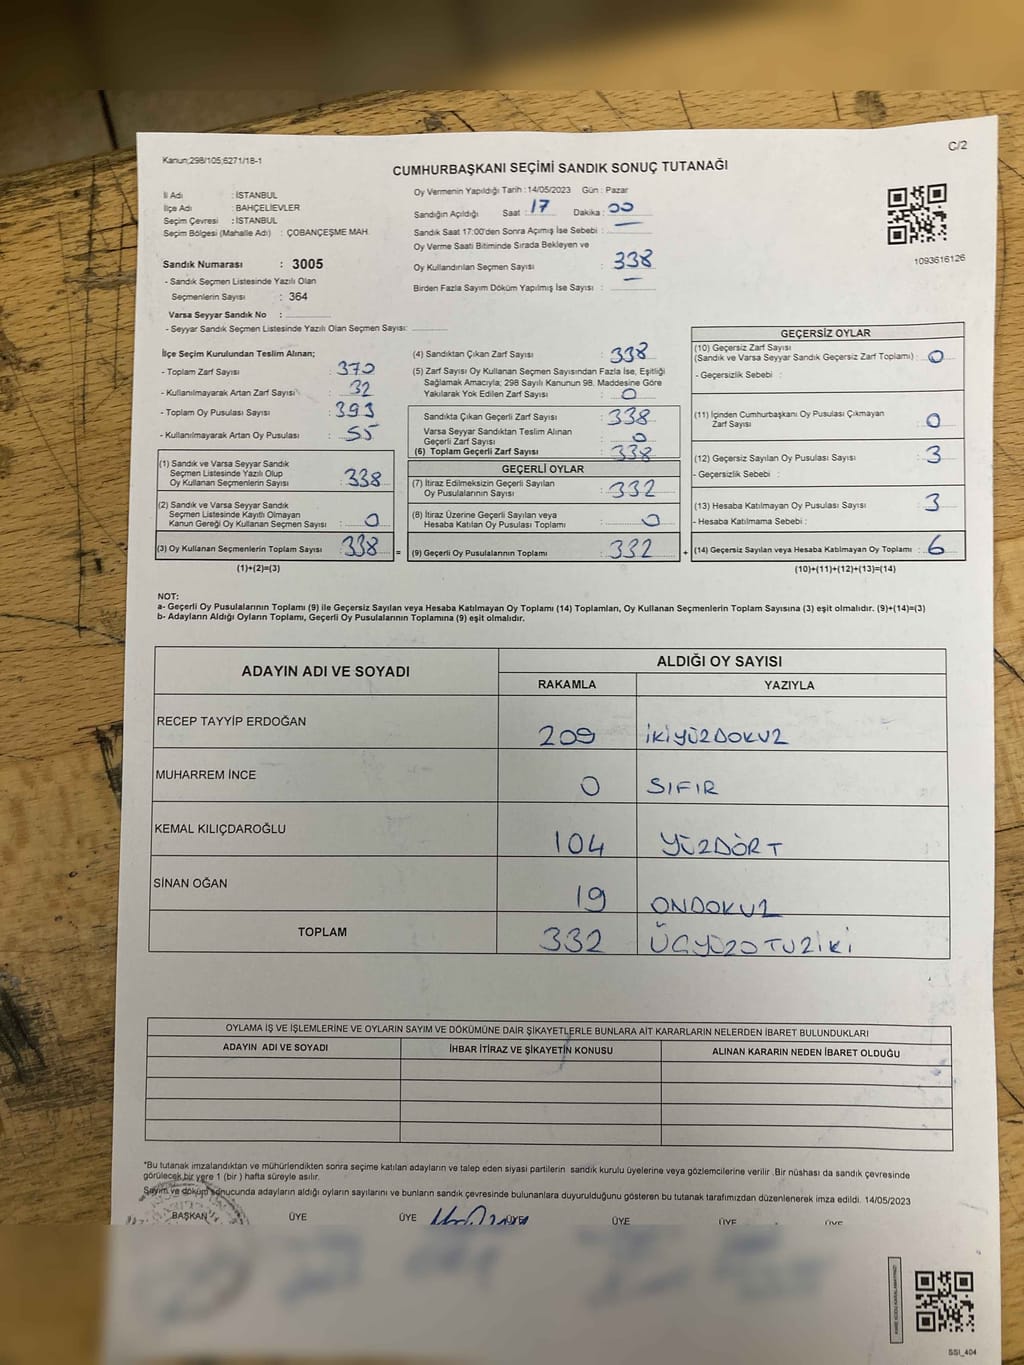 Kanun;298/105;6271/18-1
C/2
CUMHURBAŞKANI SEÇİMİ SANDIK SONUÇ TUTANAĞI
İl Adı : İSTANBUL
İlçe Adı : BAHÇELİEVLER
Seçim Çevresi : İSTANBUL
Seçim Bölgesi (Mahalle Adı) : ÇOBANÇEŞME MAH.
Sandık Numarası : 3005
- Sandık Seçmen Listesinde Yazılı Olan
Seçmenlerin Sayısı : 364
Varsa Seyyar Sandık No :
- Seyyar Sandık Seçmen Listesinde Yazılı Olan Seçmen Sayısı:
Oy Vermenin Yapıldığı Tarih : 14/05/2023 Gün : Pazar
Sandığın Açıldığı Saat : 17 Dakika : 00
Sandık Saat 17:00'den Sonra Açımış İse Sebebi :
Oy Verme Saati Bitiminde Sırada Bekleyen ve
Oy Kullandırılan Seçmen Sayısı : 338
Birden Fazla Sayım Döküm Yapılmış İse Sayısı :
1093616126
İlçe Seçim Kurulundan Teslim Alınan;
- Toplam Zarf Sayısı : 370
- Kullanılmayarak Artan Zarf Sayısı : 32
- Toplam Oy Pusulası Sayısı : 393
- Kullanılmayarak Artan Oy Pusulası : 55
(1) Sandık ve Varsa Seyyar Sandık
Seçmen Listesinde Yazılı Olup
Oy Kullanan Seçmenlerin Sayısı : 338
(2) Sandık ve Varsa Seyyar Sandık
Seçmen Listesinde Kayıtlı Olmayan
Kanun Gereği Oy Kullanan Seçmen Sayısı : 0
(3) Oy Kullanan Seçmenlerin Toplam Sayısı : 338
(1)+(2)=(3)
(4) Sandıktan Çıkan Zarf Sayısı : 338
(5) Zarf Sayısı Oy Kullanan Seçmen Sayısından Fazla İse, Eşitliği
Sağlamak Amacıyla; 298 Sayılı Kanunun 98. Maddesine Göre
Yakılarak Yok Edilen Zarf Sayısı : 0
Sandıkta Çıkan Geçerli Zarf Sayısı : 338
Varsa Seyyar Sandıktan Teslim Alınan
Geçerli Zarf Sayısı : 0
(6) Toplam Geçerli Zarf Sayısı : 338
GEÇERLİ OYLAR
(7) İtiraz Edilmeksizin Geçerli Sayılan
Oy Pusulalarının Sayısı : 332
(8) İtiraz Üzerine Geçerli Sayılan veya
Hesaba Katılan Oy Pusulası Toplamı : 0
= (9) Geçerli Oy Pusulalarının Toplamı : 332 +
GEÇERSİZ OYLAR
(10) Geçersiz Zarf Sayısı
(Sandık ve Varsa Seyyar Sandık Geçersiz Zarf Toplamı) : 0
- Geçersizlik Sebebi :
(11) İçinden Cumhurbaşkanı Oy Pusulası Çıkmayan
Zarf Sayısı : 0
(12) Geçersiz Sayılan Oy Pusulası Sayısı : 3
- Geçersizlik Sebebi :
(13) Hesaba Katılmayan Oy Pusulası Sayısı : 3
- Hesaba Katılmama Sebebi :
(14) Geçersiz Sayılan veya Hesaba Katılmayan Oy Toplamı : 6
(10)+(11)+(12)+(13)=(14)
NOT:
a- Geçerli Oy Pusulalarının Toplamı (9) ile Geçersiz Sayılan veya Hesaba Katılmayan Oy Toplamı (14) Toplamları, Oy Kullanan Seçmenlerin Toplam Sayısına (3) eşit olmalıdır. (9)+(14)=(3)
b- Adayların Aldığı Oyların Toplamı, Geçerli Oy Pusulalarının Toplamına (9) eşit olmalıdır.
ADAYIN ADI VE SOYADI
ALDIĞI OY SAYISI
RAKAMLA YAZIYLA
RECEP TAYYİP ERDOĞAN 209 İKİYÜZDOKUZ
MUHARREM İNCE 0 SIFIR
KEMAL KILIÇDAROĞLU 104 YÜZDÖRT
SİNAN OĞAN 19 ONDOKUZ
TOPLAM 332 ÜÇYÜZOTUZİKİ
OYLAMA İŞ VE İŞLEMLERİNE VE OYLARIN SAYIM VE DÖKÜMÜNE DAİR ŞİKAYETLERLE BUNLARA AİT KARARLARIN NELERDEN İBARET BULUNDUKLARI
ADAYIN ADI VE SOYADI İHBAR İTİRAZ VE ŞİKAYETİN KONUSU ALINAN KARARIN NEDEN İBARET OLDUĞU
"Bu tutanak imzalandıktan ve mühürlendikten sonra seçime katılan adayların ve talep eden siyasi partilerin sandık kurulu üyelerine veya gözlemcilerine verilir .Bir nüshası da sandık çevresinde
görülecek bir yere 1 (bir ) hafta süreyle asılır.
Sayım ve döküm sonucunda adayların aldığı oyların sayılarını ve bunların sandık çevresinde bulunanlara duyurulduğunu gösteren bu tutanak tarafımızdan düzenlenerek imza edildi. 14/05/2023
BAŞKAN ÜYE ÜYE ÜYE ÜYE ÜYE ÜYE
SSI_404